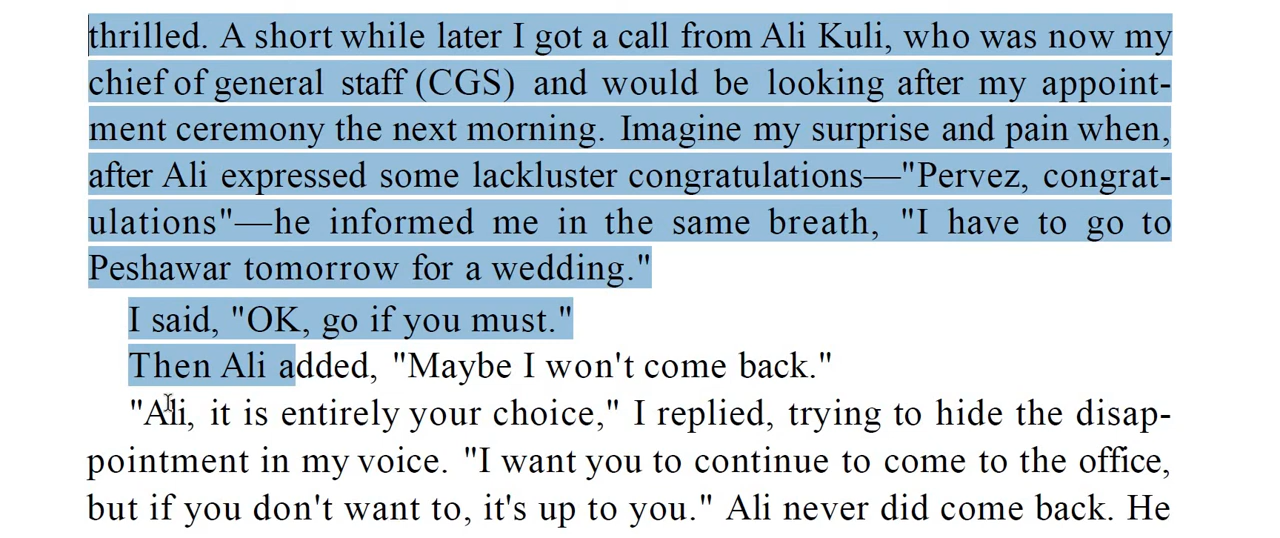 thrilled. A short while later I got a call from Ali Kuli, who was now my
chief of general staff (CGS) and would be looking after my appoint-
ment ceremony the next morning. Imagine my surprise and pain when,
after Ali expressed some lackluster congratulations—"Pervez, congrat-
ulations"—he informed me in the same breath, "I have to go to
Peshawar tomorrow for a wedding."
I said, "OK, go if you must."
Then Ali added, "Maybe I won't come back."
"Ali, it is entirely your choice," I replied, trying to hide the disap-
pointment in my voice. "I want you to continue to come to the office,
but if you don't want to, it's up to you." Ali never did come back. He